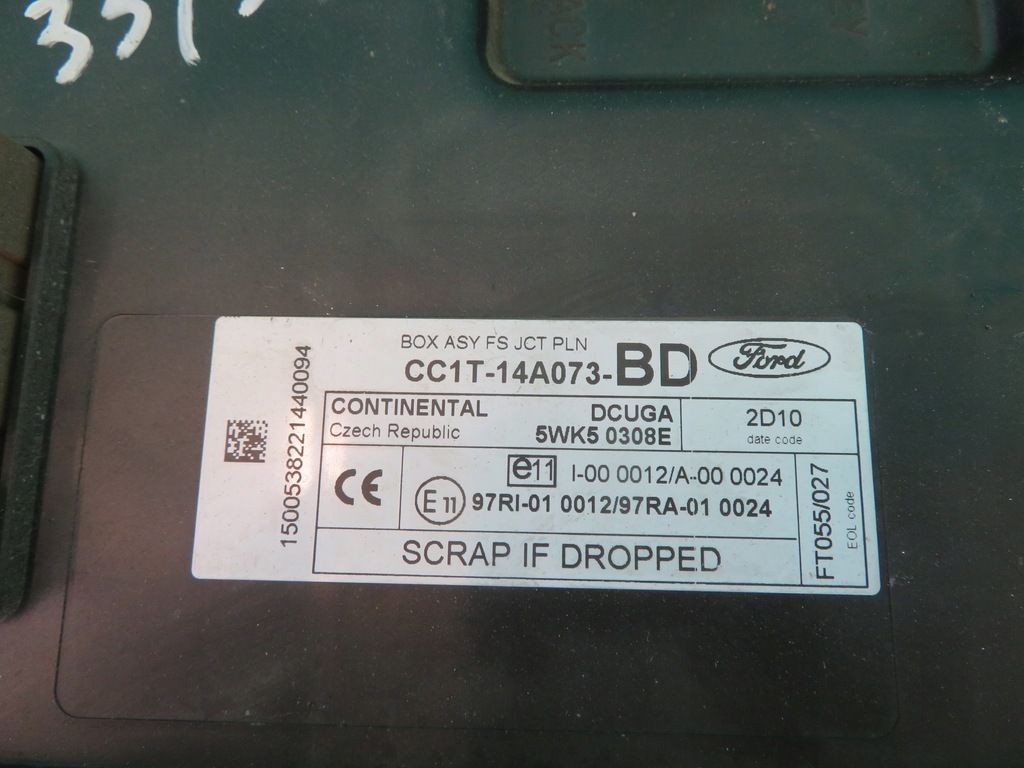 BOX ASY FS JCT PLN
CC1T-14A073-BD
Ford
CONTINENTAL DCUGA
Czech Republic 5WK5 0308E
2D10
date code
CE
e11 I-00 0012/A-00 0024
E11 97RI-01 0012/97RA-01 0024
SCRAP IF DROPPED
FT055/027
EOL code
1500538221440094